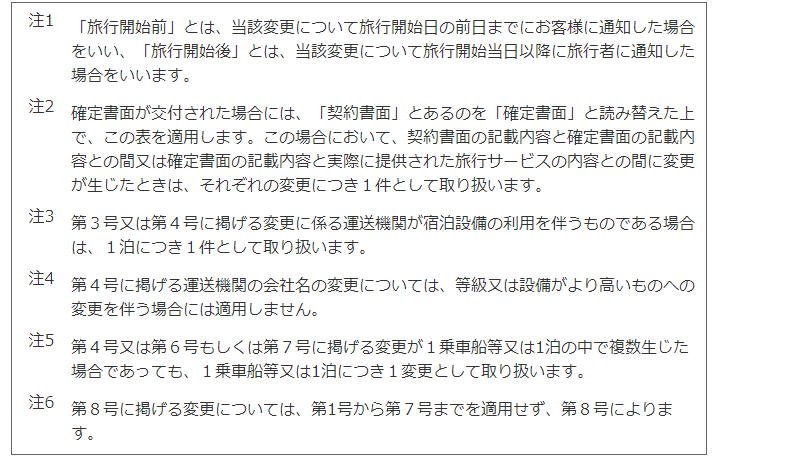 注1 「旅行開始前」とは、当該変更について旅行開始日の前日までにお客様に通知した場合
をいい、「旅行開始後」とは、当該変更について旅行開始当日以降に旅行者に通知した
場合をいいます。
注2 確定書面が交付された場合には、「契約書面」とあるのを「確定書面」と読み替えた上
で、この表を適用します。この場合において、契約書面の記載内容と確定書面の記載内
容との間又は確定書面の記載内容と実際に提供された旅行サービスの内容との間に変更
が生じたときは、それぞれの変更につき１件として取り扱います。
注3 第３号又は第４号に掲げる変更に係る運送機関が宿泊設備の利用を伴うものである場合
は、１泊につき１件として取り扱います。
注4 第４号に掲げる運送機関の会社名の変更については、等級又は設備がより高いものへの
変更を伴う場合には適用しません。
注5 第４号又は第６号もしくは第７号に掲げる変更が１乗車船等又は1泊の中で複数生じた
場合であっても、１乗車船等又は1泊につき１変更として取り扱います。
注6 第８号に掲げる変更については、第1号から第７号までを適用せず、第８号によりま
す。